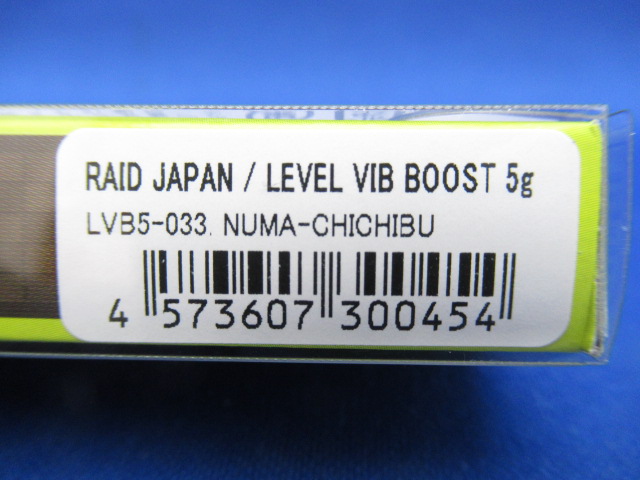 RAID JAPAN / LEVEL VIB BOOST 5g
LVB5-033. NUMA-CHICHIBU
4 573607 300454